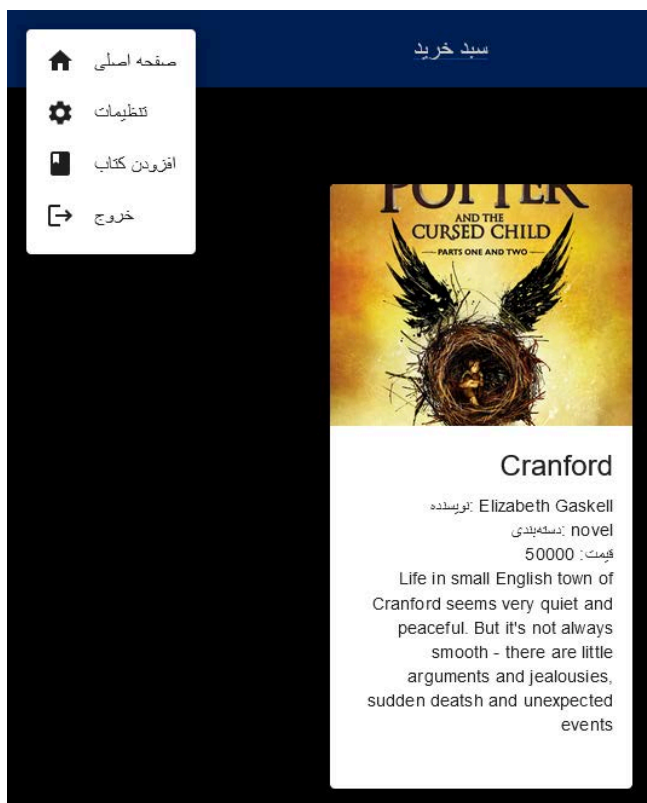 سبد خرید
صفحه اصلی
تنظیمات
افزودن کتاب
خروج
POTTER
AND THE
CURSED CHILD
PARTS ONE AND TWO
Cranford
نویسنده: Elizabeth Gaskell
دسته‌بندی: novel
قیمت: 50000
Life in small English town of
Cranford seems very quiet and
peaceful. But it's not always
smooth - there are little
arguments and jealousies,
sudden deatsh and unexpected
events